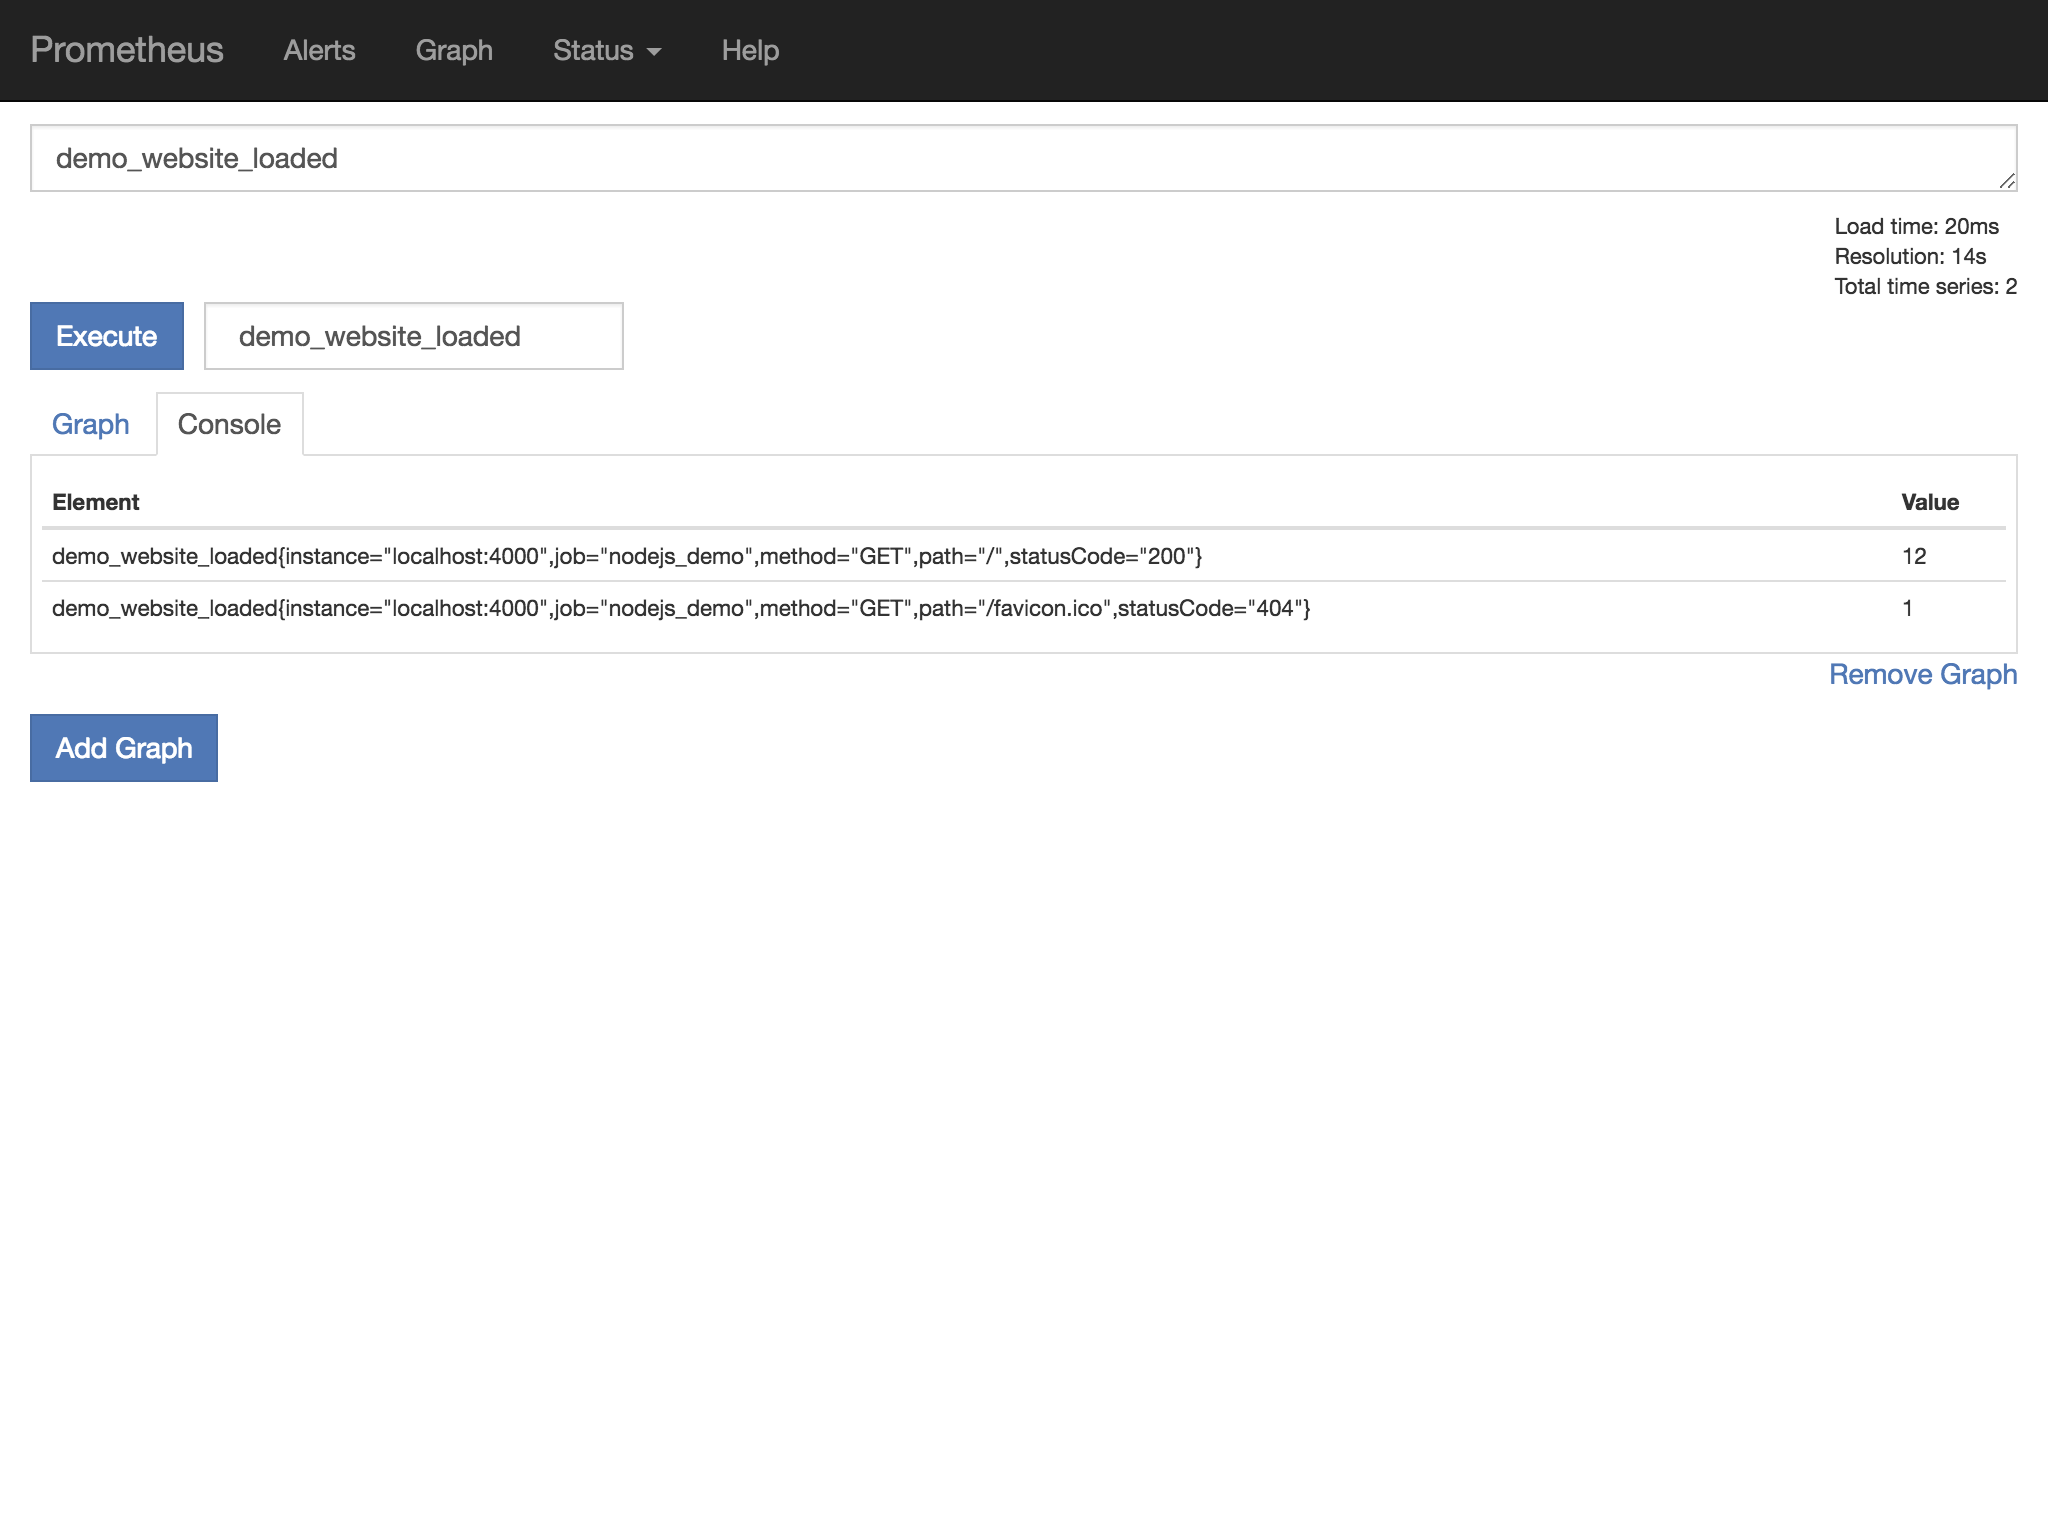 Prometheus Alerts Graph Status Help
demo_website_loaded
Load time: 20ms
Resolution: 14s
Total time series: 2
Execute demo_website_loaded
Graph Console
Element Value
demo_website_loaded{instance="localhost:4000",job="nodejs_demo",method="GET",path="/",statusCode="200"} 12
demo_website_loaded{instance="localhost:4000",job="nodejs_demo",method="GET",path="/favicon.ico",statusCode="404"} 1
Remove Graph
Add Graph